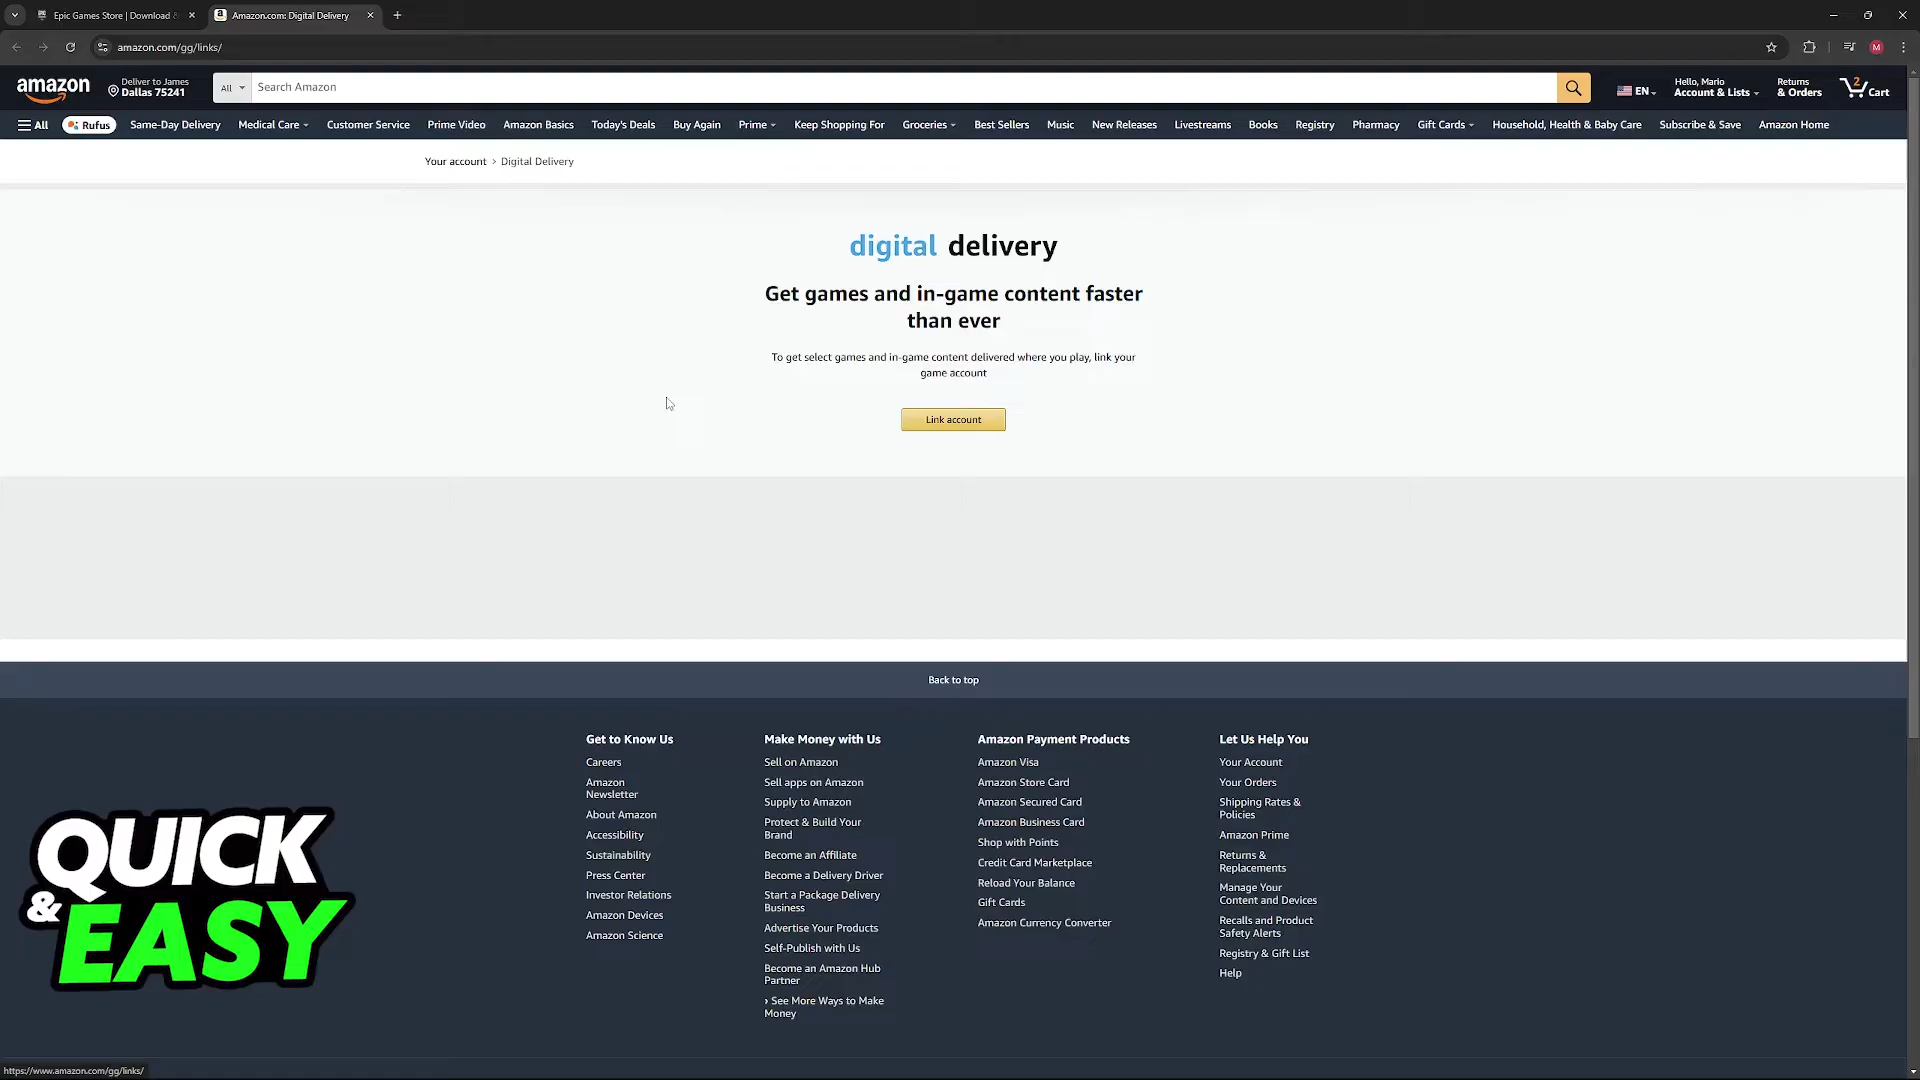 Epic Games Store | Download &
Amazon.com: Digital Delivery
amazon.com/gg/links/
M
amazon
Deliver to James
Dallas 75241
All
Search Amazon
EN
Hello, Mario
Account & Lists
Returns
& Orders
2
Cart
All
Rufus
Same-Day Delivery
Medical Care
Customer Service
Prime Video
Amazon Basics
Today's Deals
Buy Again
Prime
Keep Shopping For
Groceries
Best Sellers
Music
New Releases
Livestreams
Books
Registry
Pharmacy
Gift Cards
Household, Health & Baby Care
Subscribe & Save
Amazon Home
Your account > Digital Delivery
digital delivery
Get games and in-game content faster
than ever
To get select games and in-game content delivered where you play, link your
game account
Link account
Back to top
Get to Know Us
Careers
Amazon
Newsletter
About Amazon
Accessibility
Sustainability
Press Center
Investor Relations
Amazon Devices
Amazon Science
Make Money with Us
Sell on Amazon
Sell apps on Amazon
Supply to Amazon
Protect & Build Your
Brand
Become an Affiliate
Become a Delivery Driver
Start a Package Delivery
Business
Advertise Your Products
Self-Publish with Us
Become an Amazon Hub
Partner
› See More Ways to Make
Money
Amazon Payment Products
Amazon Visa
Amazon Store Card
Amazon Secured Card
Amazon Business Card
Shop with Points
Credit Card Marketplace
Reload Your Balance
Gift Cards
Amazon Currency Converter
Let Us Help You
Your Account
Your Orders
Shipping Rates &
Policies
Amazon Prime
Returns &
Replacements
Manage Your
Content and Devices
Recalls and Product
Safety Alerts
Registry & Gift List
Help
QUICK
& EASY
https://www.amazon.com/gg/links/